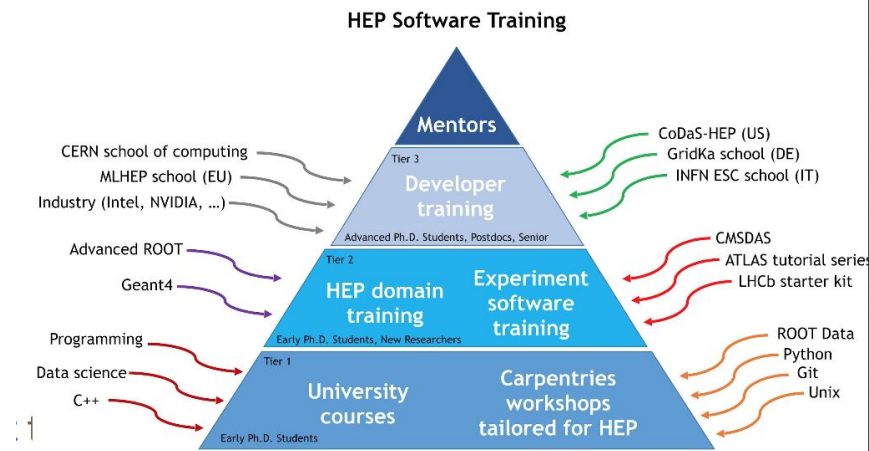 HEP Software Training
Mentors
CERN school of computing
MLHEP school (EU)
Industry (Intel, NVIDIA, ...)
CoDaS-HEP (US)
GridKa school (DE)
INFN ESC school (IT)
Tier 3
Developer
training
Advanced Ph.D. Students, Postdocs, Senior
Advanced ROOT
Geant4
CMSDAS
ATLAS tutorial series
LHCb starter kit
Tier 2
HEP domain
training
Experiment
software
training
Early Ph.D. Students, New Researchers
Programming
Data science
C++
ROOT Data
Python
Git
Unix
Tier 1
University
courses
Carpentries
workshops
tailored for HEP
Early Ph.D. Students